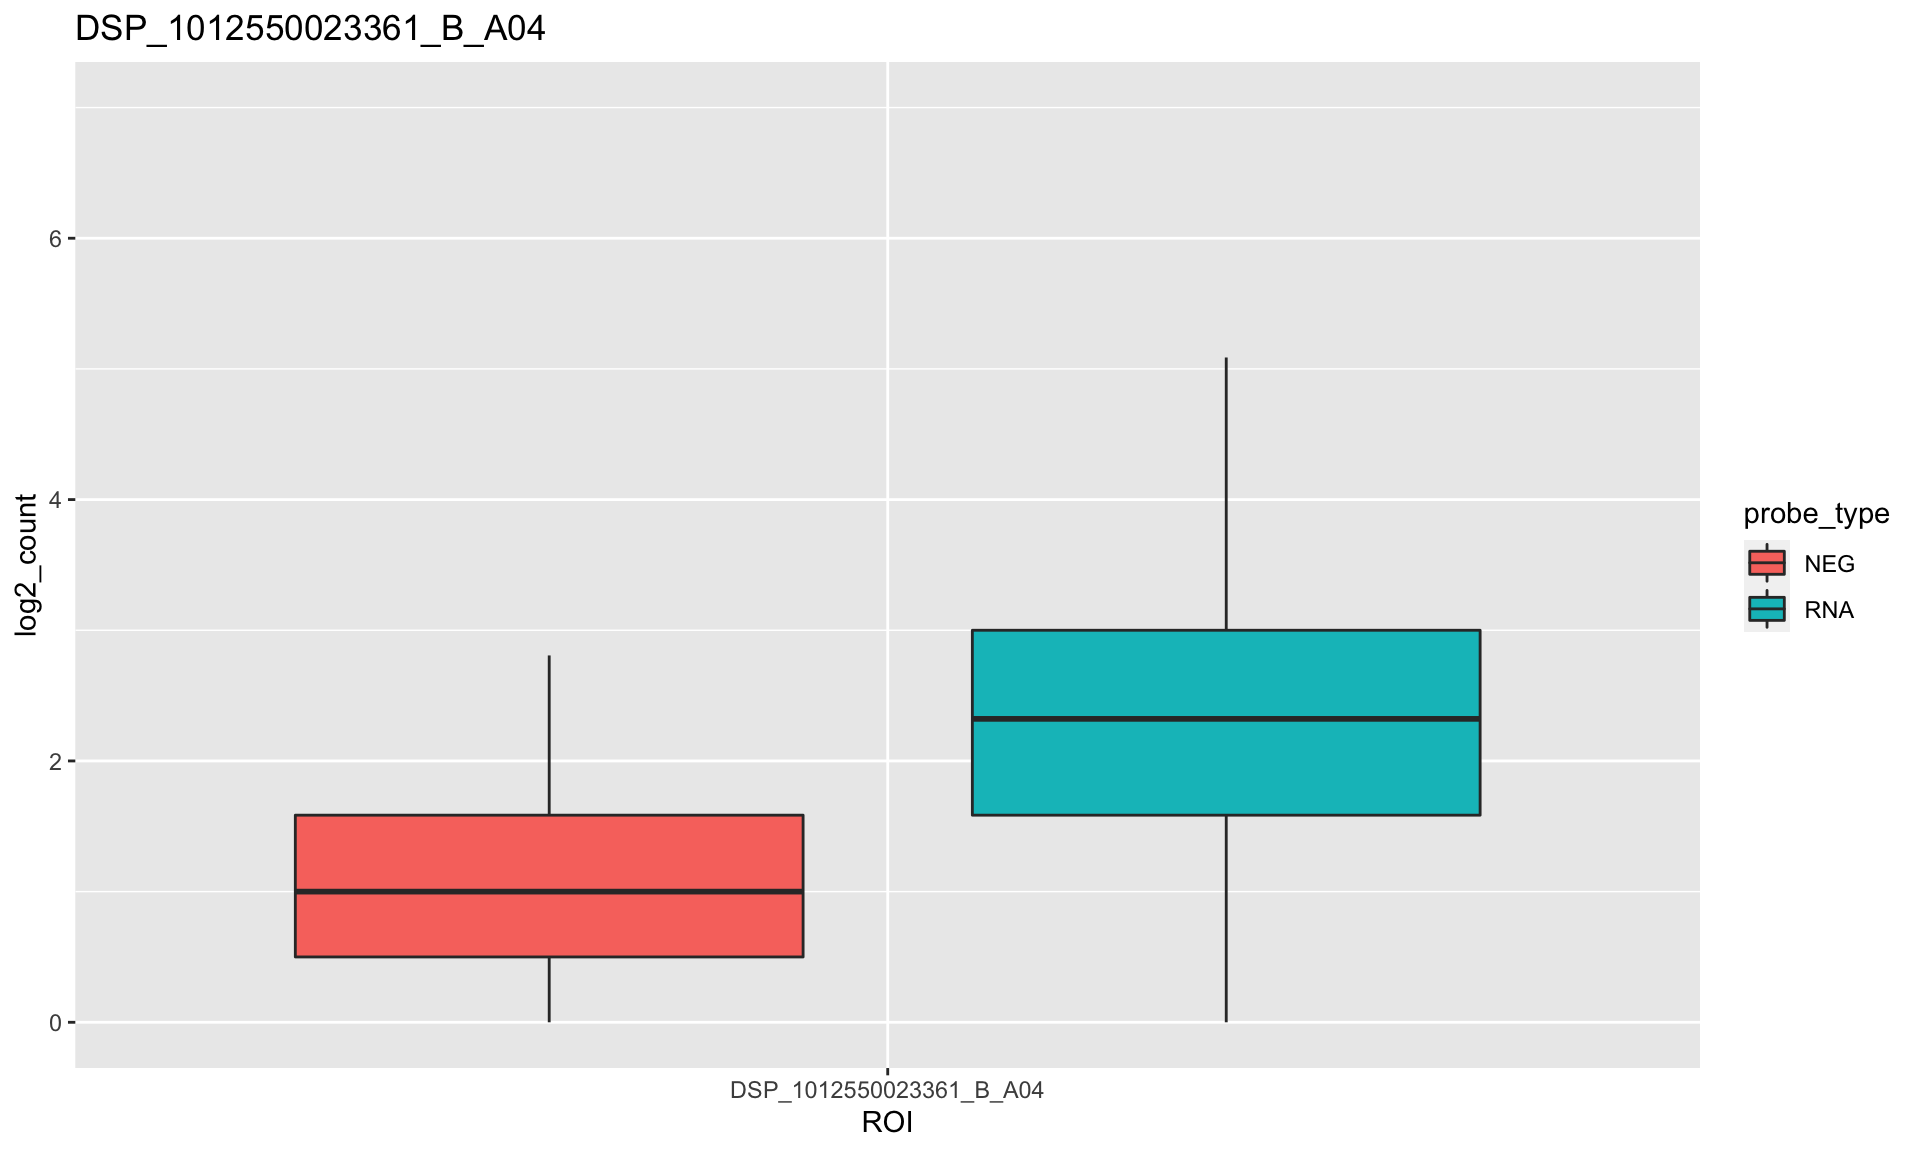 DSP_1012550023361_B_A04
log2_count
6
4
2
0
DSP_1012550023361_B_A04
ROI
probe_type
NEG
RNA